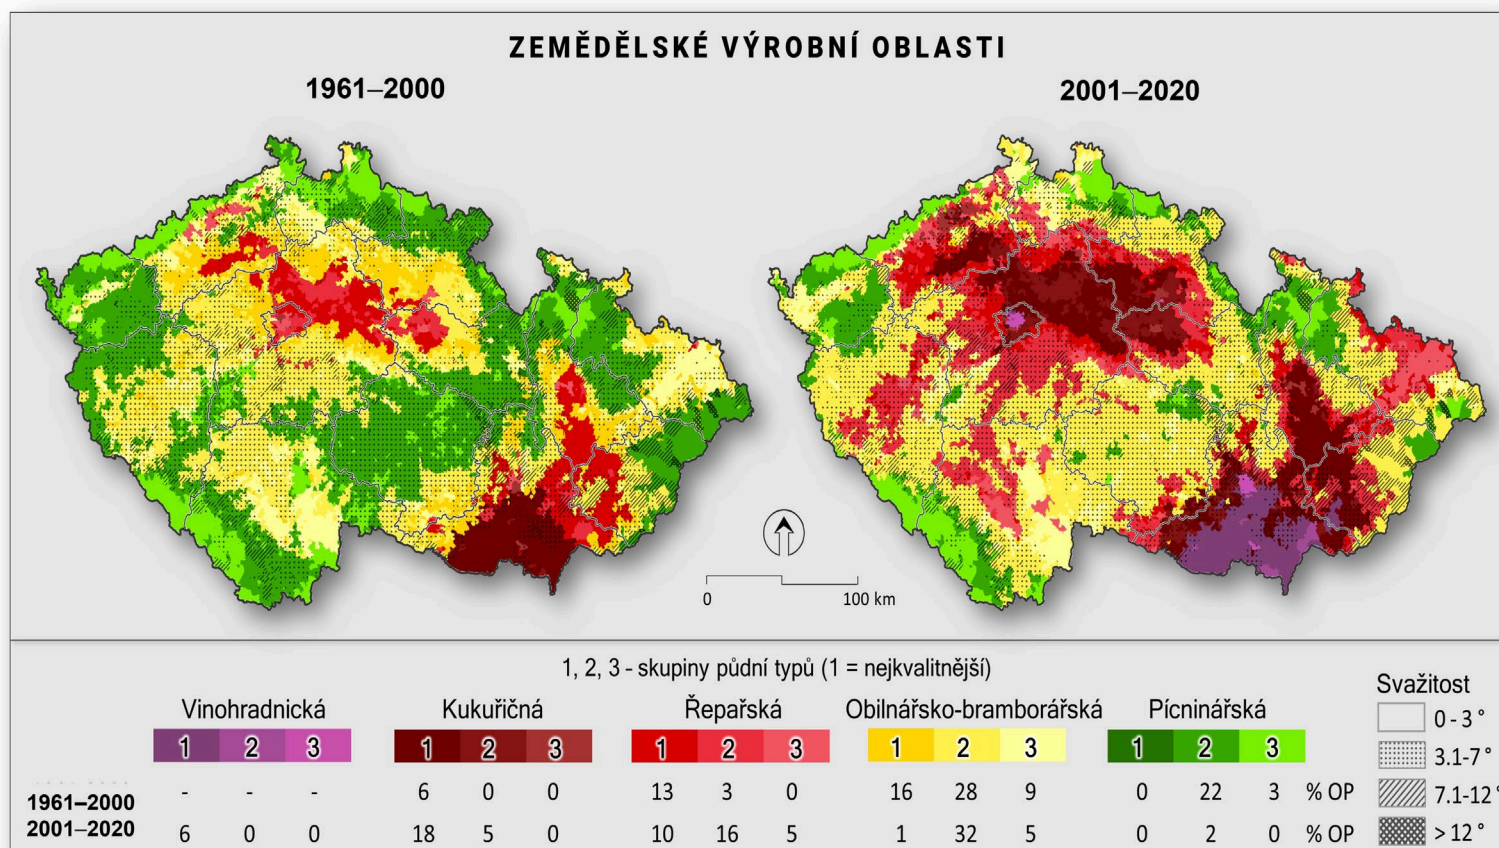 ZEMĚDĚLSKÉ VÝROBNÍ OBLASTI
1961–2000 2001–2020
0 100 km
1, 2, 3 - skupiny půdní typů (1 = nejkvalitnější)
Vinohradnická Kukuřičná Řepařská Obilnářsko-bramborářská Pícninářská
1 2 3 1 2 3 1 2 3 1 2 3 1 2 3
1961–2000 - - - 6 0 0 13 3 0 16 28 9 0 22 3 % OP
2001–2020 6 0 0 18 5 0 10 16 5 1 32 5 0 2 0 % OP
Svažitost
0 - 3 °
3.1-7 °
7.1-12 °
> 12 °